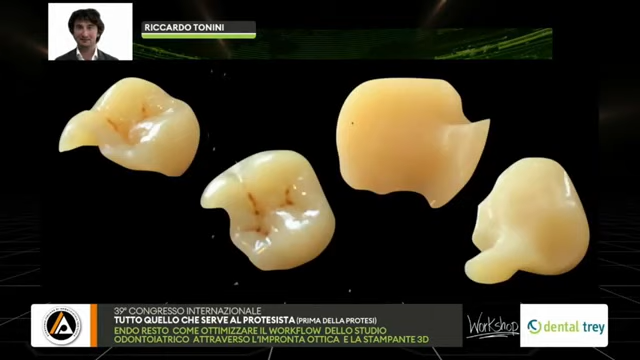 RICCARDO TONINI
39° CONGRESSO INTERNAZIONALE
TUTTO QUELLO CHE SERVE AL PROTESISTA (PRIMA DELLA PROTESI)
ENDO RESTO COME OTTIMIZZARE IL WORKFLOW DELLO STUDIO
ODONTOIATRICO ATTRAVERSO L'IMPRONTA OTTICA E LA STAMPANTE 3D
Workshop
dental trey